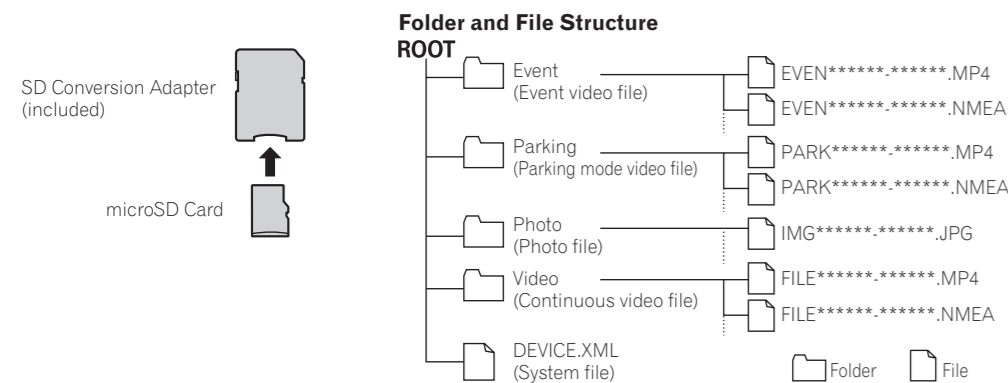 Folder and File Structure
ROOT
SD Conversion Adapter
(included)
microSD Card
Event
(Event video file)
EVEN******-******.MP4
EVEN******-******.NMEA
Parking
(Parking mode video file)
PARK******-******.MP4
PARK******-******.NMEA
Photo
(Photo file)
IMG******-******.JPG
Video
(Continuous video file)
FILE******-******.MP4
FILE******-******.NMEA
DEVICE.XML
(System file)
Folder
File